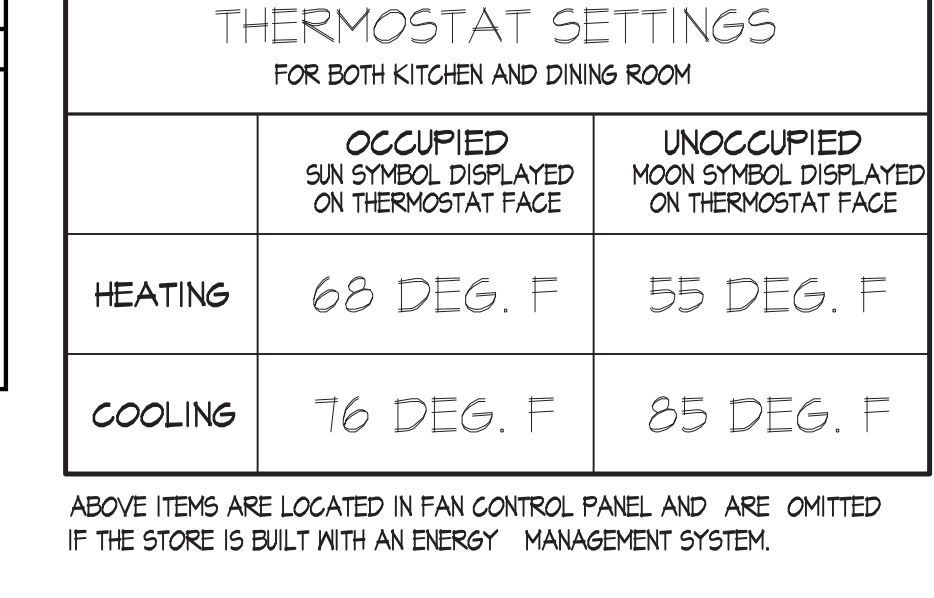 THERMOSTAT SETTINGS
FOR BOTH KITCHEN AND DINING ROOM
OCCUPIED
SUN SYMBOL DISPLAYED
ON THERMOSTAT FACE
UNOCCUPIED
MOON SYMBOL DISPLAYED
ON THERMOSTAT FACE
HEATING
68 DEG. F
55 DEG. F
COOLING
76 DEG. F
85 DEG. F
ABOVE ITEMS ARE LOCATED IN FAN CONTROL PANEL AND ARE OMITTED
IF THE STORE IS BUILT WITH AN ENERGY MANAGEMENT SYSTEM.